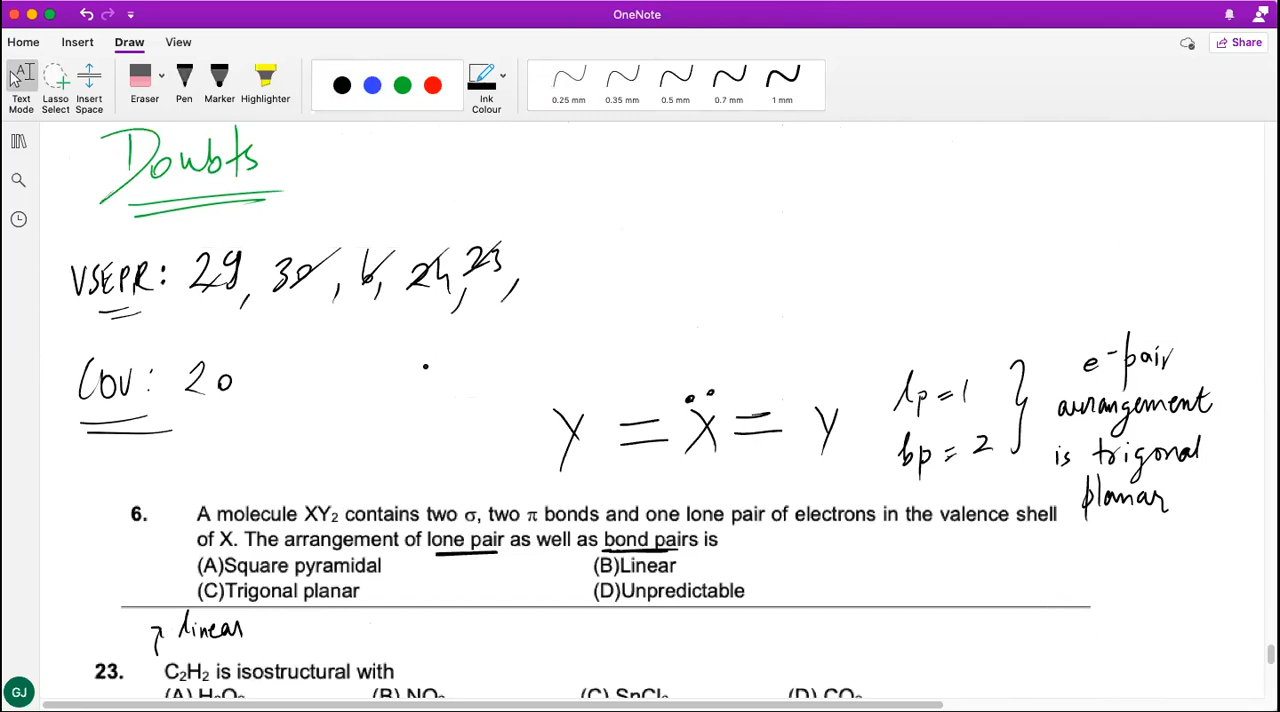 OneNote
Home Insert Draw View
Share
Text Mode
Lasso Select
Insert Space
Eraser
Pen
Marker
Highlighter
Ink Colour
0.25 mm
0.35 mm
0.5 mm
0.7 mm
1 mm
Doubts
VSEPR: 29, 30, 6, 24, 23,
COV: 20
Y = Ẍ = Y
lp = 1
bp = 2
e-pair
arrangement
is trigonal
planar
6. A molecule XY₂ contains two σ, two π bonds and one lone pair of electrons in the valence shell
of X. The arrangement of lone pair as well as bond pairs is
(A)Square pyramidal (B)Linear
(C)Trigonal planar (D)Unpredictable
linear
23. C₂H₂ is isostructural with
(A) H₂O₂ (B) NO₂ (C) SnCl₂ (D) CO₂
GJ